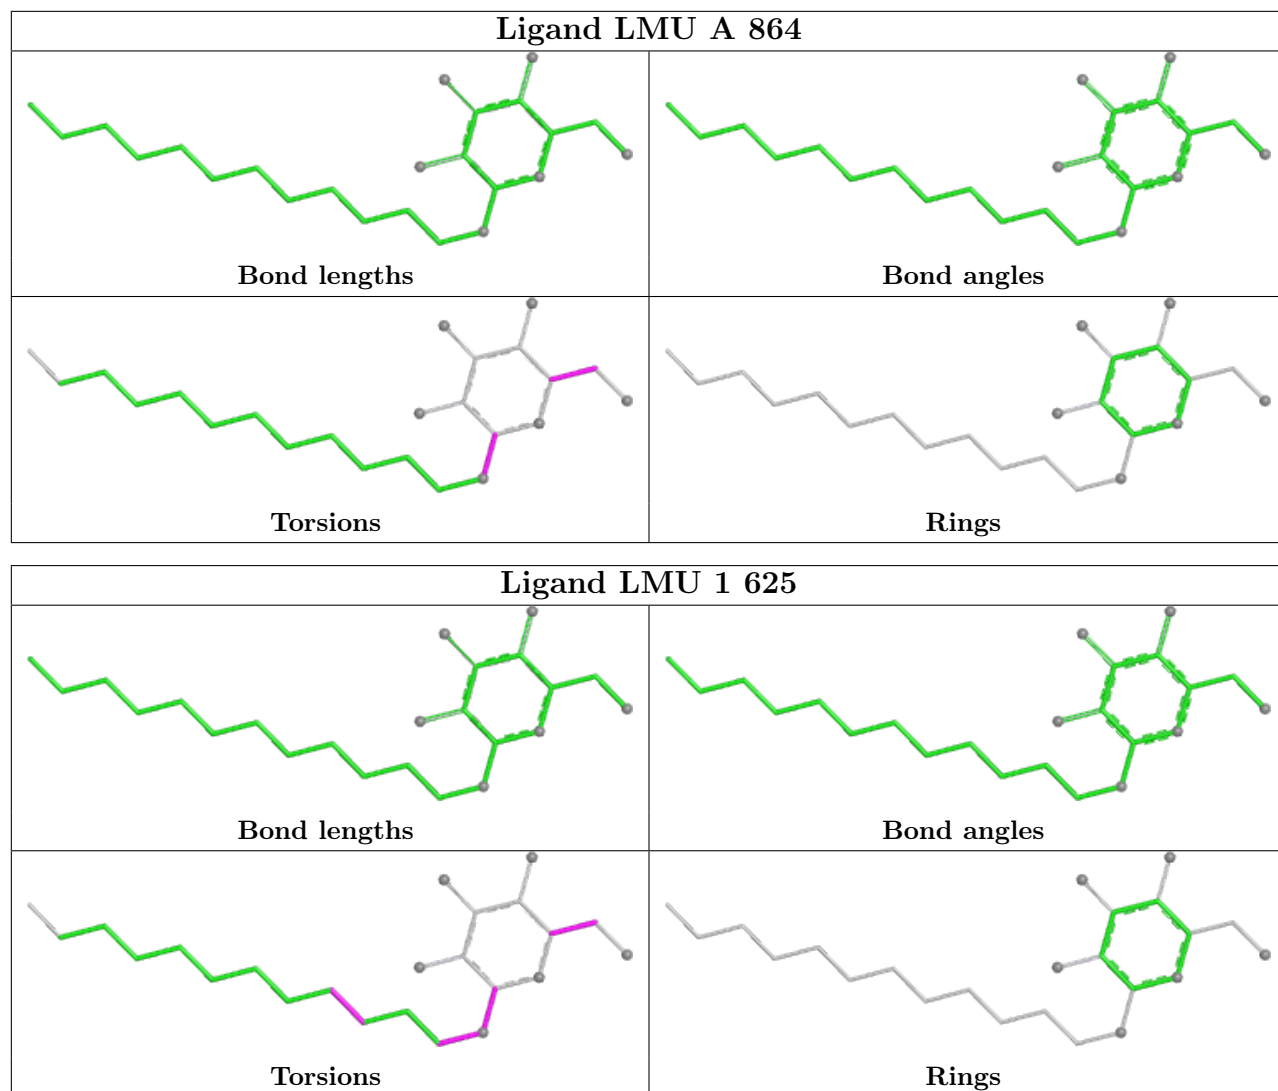 Ligand LMU A 864
Bond lengths
Bond angles
Torsions
Rings
Ligand LMU 1 625
Bond lengths
Bond angles
Torsions
Rings